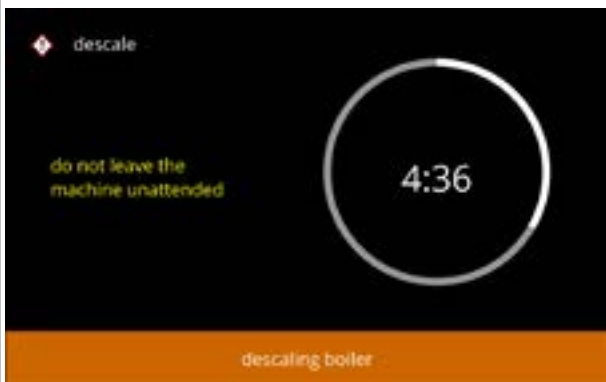 descale
do not leave the
machine unattended
4:36
descaling boiler